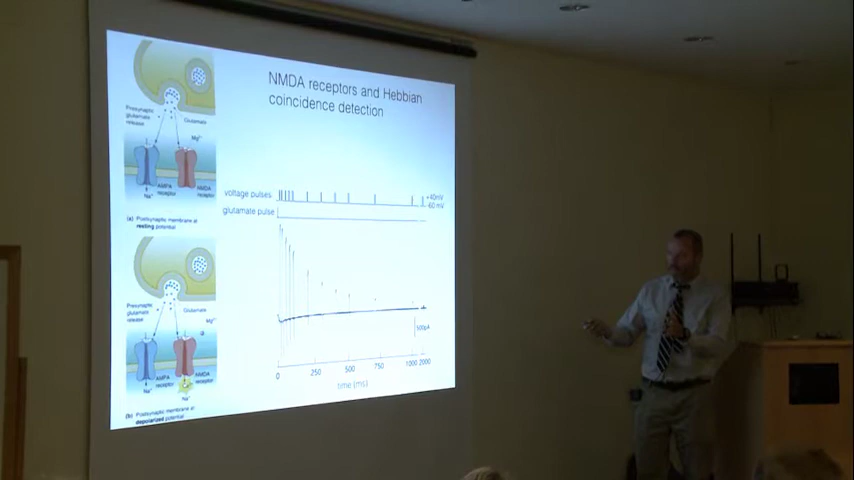 NMDA receptors and Hebbian
coincidence detection
Presynaptic
glutamate
release
Glutamate
Mg²⁺
AMPA
receptor
NMDA
receptor
Na⁺
(a) Postsynaptic membrane at
resting potential
voltage pulses
+40mV
-60 mV
glutamate pulse
500pA
0
250
500
750
1000 2000
time (ms)
Presynaptic
glutamate
release
Glutamate
Mg²⁺
AMPA
receptor
NMDA
receptor
Na⁺
Na⁺
(b) Postsynaptic membrane at
depolarized potential